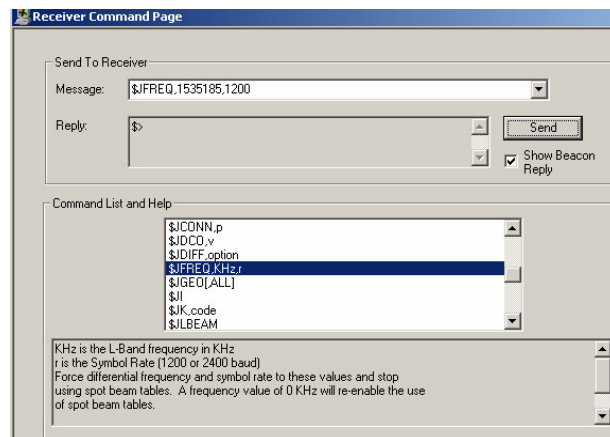 Receiver Command Page
Send To Receiver
Message: $JFREQ,1535185,1200
Reply: $>
Send
Show Beacon
Reply
Command List and Help
$JCONN,p
$JDCO,v
$JDIFF,option
$JFREQ,KHz,r
$JGEO[,ALL]
$JI
$JK,code
$JLBEAM
KHz is the L-Band frequency in KHz
r is the Symbol Rate (1200 or 2400 baud)
Force differential frequency and symbol rate to these values and stop
using spot beam tables. A frequency value of 0 KHz will re-enable the use
of spot beam tables.